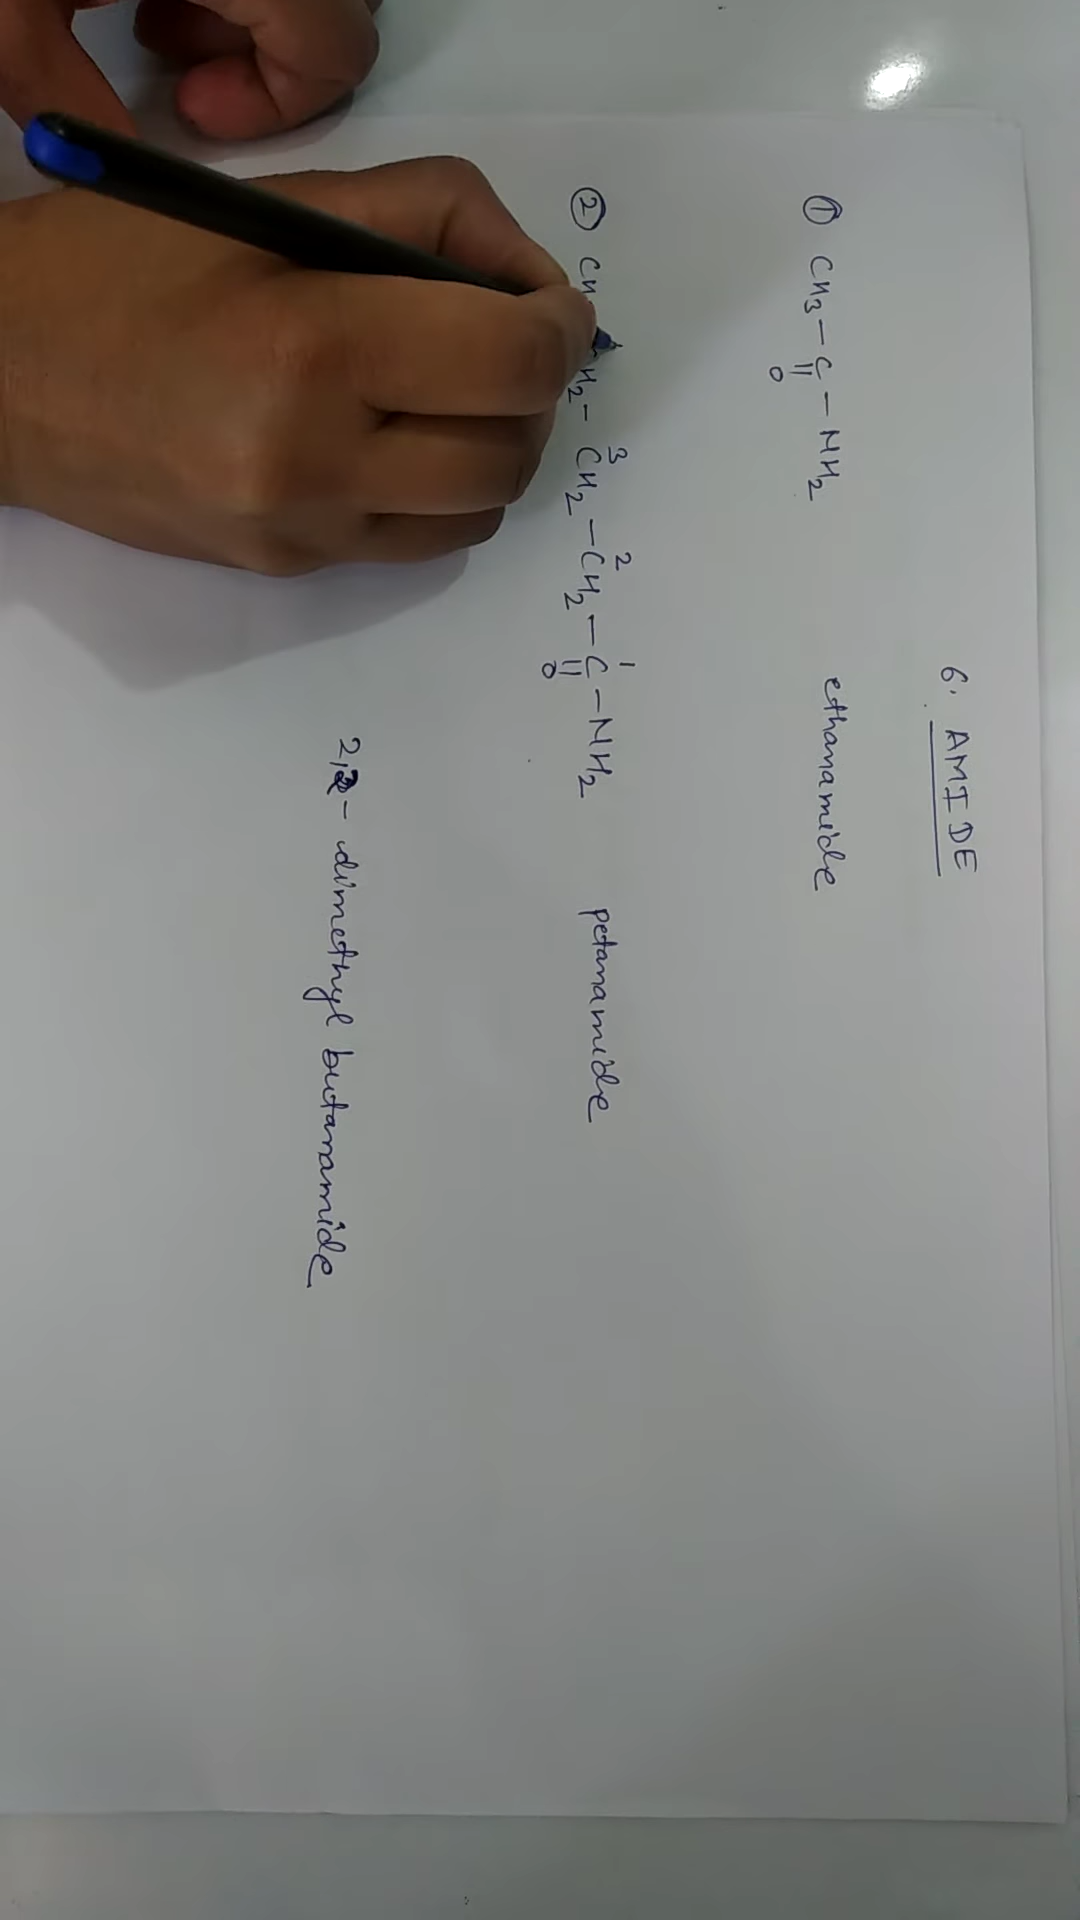 6. AMIDE
① CH3 – C – NH2 ethanamide
||
O
3 2 1
② CH H2 – CH2 – CH2 – C – NH2 petanamide
||
O
2,2 – dimethyl butanamide